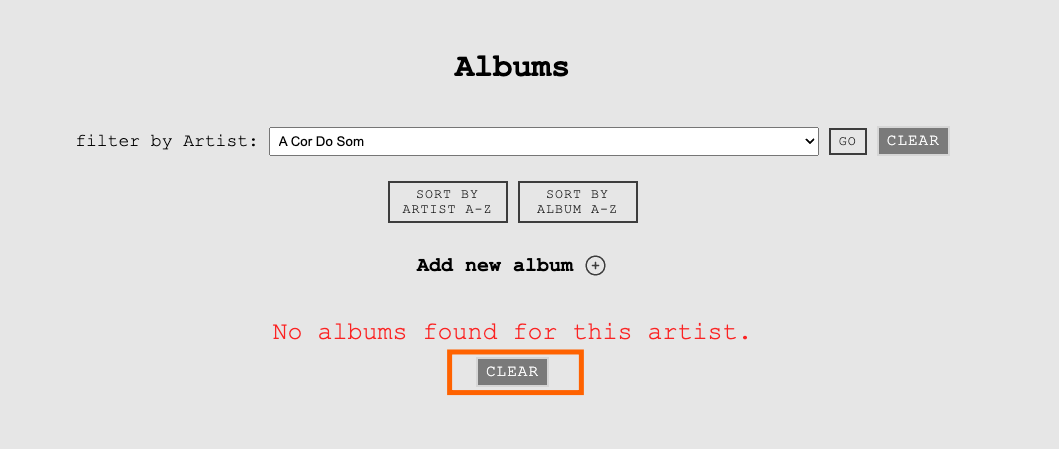 Albums
filter by Artist: A Cor Do Som GO CLEAR
SORT BY ARTIST A-Z
SORT BY ALBUM A-Z
Add new album +
No albums found for this artist.
CLEAR